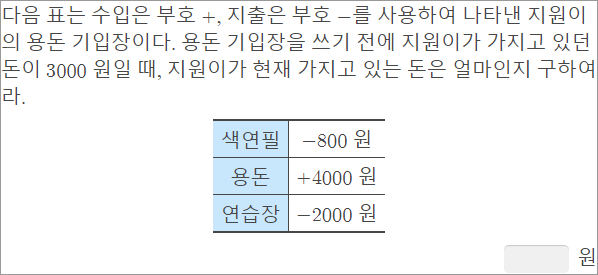 다음 표는 수입은 부호 +, 지출은 부호 −를 사용하여 나타낸 지원이
의 용돈 기입장이다. 용돈 기입장을 쓰기 전에 지원이가 가지고 있던
돈이 3000 원일 때, 지원이가 현재 가지고 있는 돈은 얼마인지 구하여
라.
색연필 −800 원
용돈 +4000 원
연습장 −2000 원
원